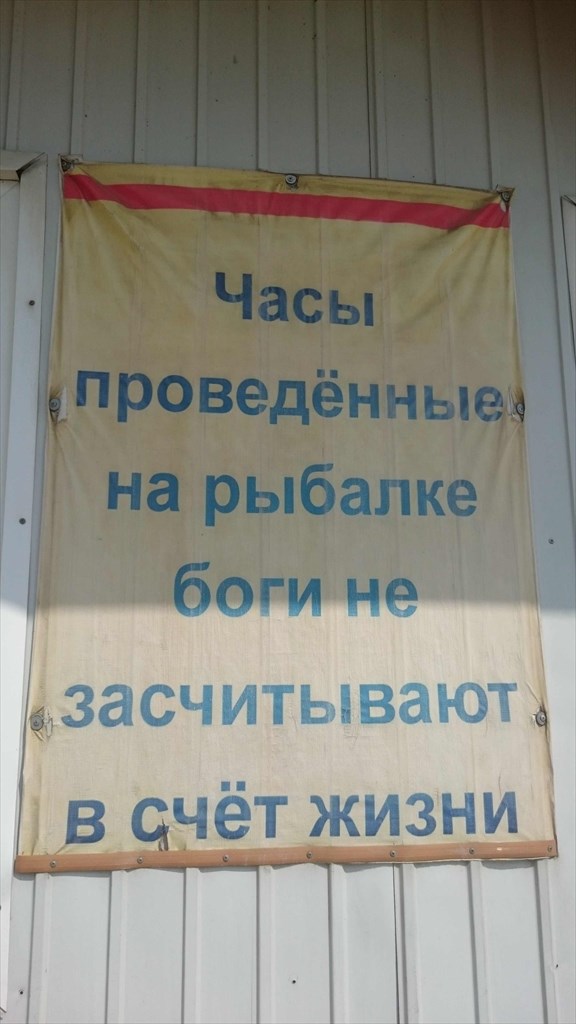 Часы
проведённые
на рыбалке
боги не
засчитывают
в счёт жизни